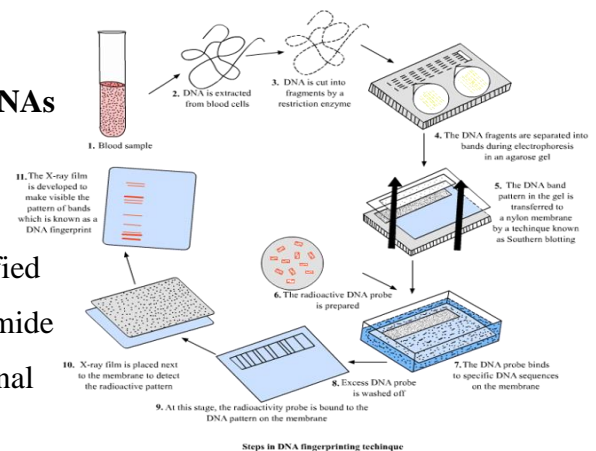 NAs
fied
mide
nal
1. Blood sample
2. DNA is extracted
from blood cells
3. DNA is cut into
fragments by a
restriction enzyme
4. The DNA fragents are separated into
bands during electrophoresis
in an agarose gel
5. The DNA band
pattern in the gel is
transferred to
a nylon membrane
by a techinque known
as Southern blotting
6. The radioactive DNA probe
is prepared
7. The DNA probe binds
to specific DNA sequences
on the membrane
8. Excess DNA probe
is washed off
9. At this stage, the radioactivity probe is bound to the
DNA pattern on the membrane
10. X-ray film is placed next
to the membrane to detect
the radioactive pattern
11. The X-ray film
is developed to
make visible the
pattern of bands
which is known as a
DNA fingerprint
Steps in DNA fingerprinting techinque